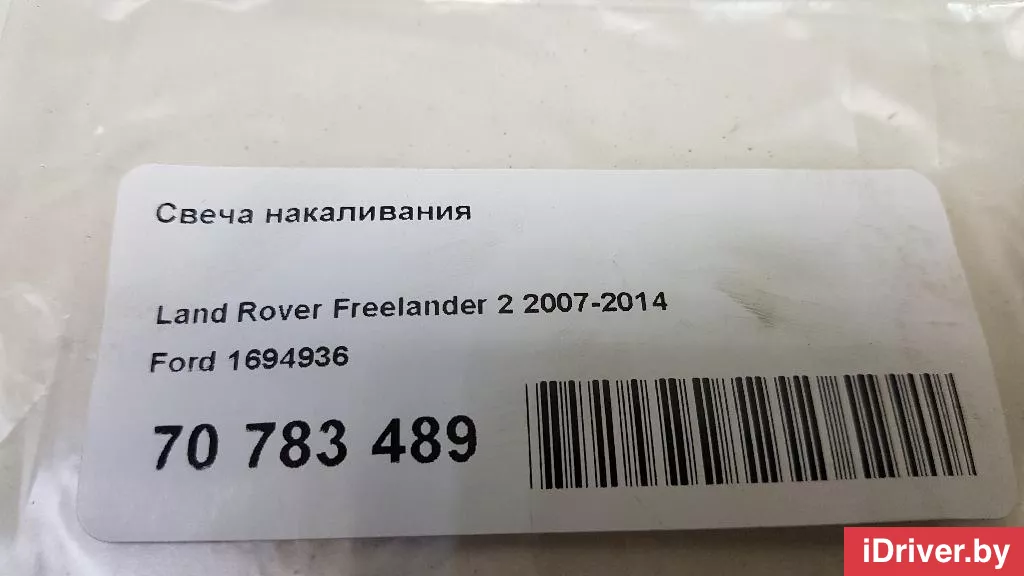 Свеча накаливания
Land Rover Freelander 2 2007-2014
Ford 1694936
70 783 489
iDriver.by